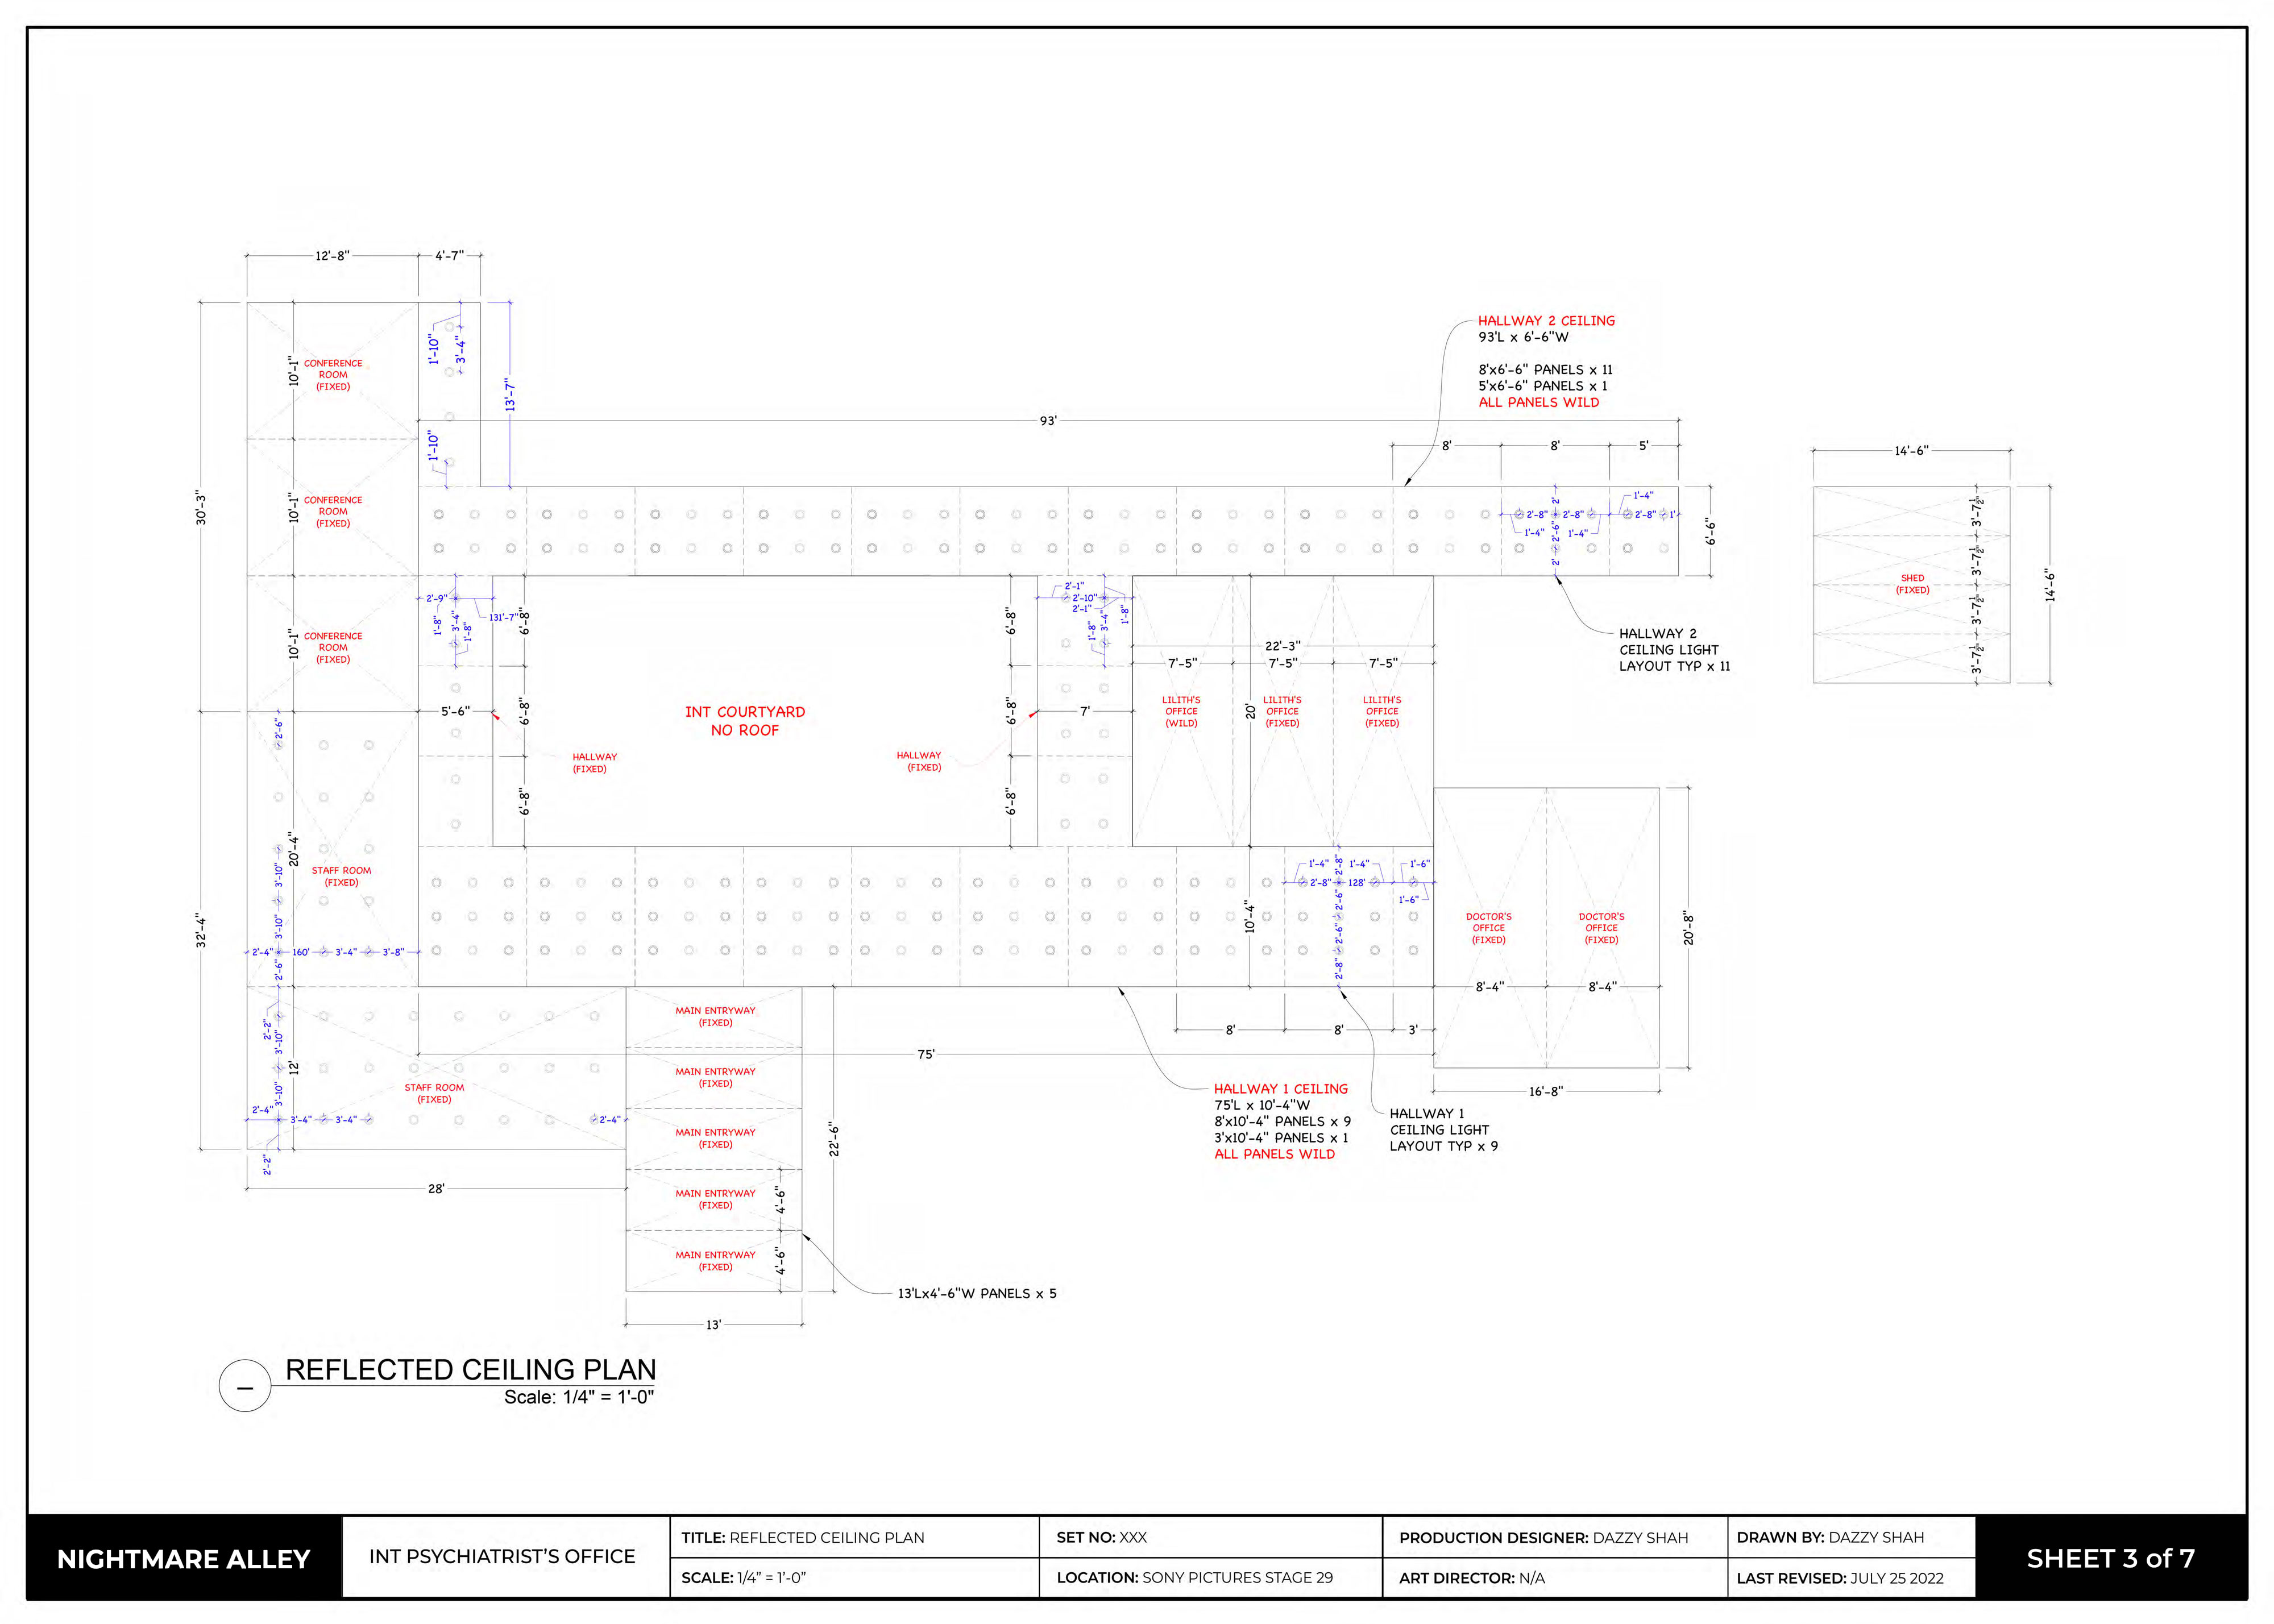 12'-8"
4'-7"
30'-3"
10'-1"
CONFERENCE
ROOM
(FIXED)
1'-10"
3'-4"
13'-7"
1'-10"
10'-1"
CONFERENCE
ROOM
(FIXED)
10'-1"
CONFERENCE
ROOM
(FIXED)
93'
HALLWAY 2 CEILING
93'L x 6'-6"W
8'x6'-6" PANELS x 11
5'x6'-6" PANELS x 1
ALL PANELS WILD
8'
8'
5'
2'
1'-4"
2'-8"
2'-8"
2'-8"
1'
1'-4"
2'-6"
1'-4"
2'
6'-6"
HALLWAY 2
CEILING LIGHT
LAYOUT TYP x 11
14'-6"
3'-7½"
3'-7½"
3'-7½"
3'-7½"
SHED
(FIXED)
14'-6"
2'-9"
131'-7"
1'-8"
3'-4"
1'-8"
6'-8"
6'-8"
6'-8"
5'-6"
HALLWAY
(FIXED)
INT COURTYARD
NO ROOF
HALLWAY
(FIXED)
6'-8"
6'-8"
6'-8"
2'-1"
2'-10"
2'-1"
1'-8"
3'-4"
1'-8"
7'
22'-3"
7'-5"
7'-5"
7'-5"
LILITH'S
OFFICE
(WILD)
LILITH'S
OFFICE
(FIXED)
LILITH'S
OFFICE
(FIXED)
20'
32'-4"
2'-6"
20'-4"
STAFF ROOM
(FIXED)
3'-10"
3'-10"
2'-4"
160'
3'-4"
3'-8"
2'-6"
1'-4"
2'-8"
1'-4"
1'-6"
2'-8"
128'
1'-6"
2'-6"
2'-6"
2'-8"
10'-4"
DOCTOR'S
OFFICE
(FIXED)
DOCTOR'S
OFFICE
(FIXED)
8'-4"
8'-4"
20'-8"
16'-8"
8'
8'
3'
75'
2'-2"
3'-10"
12'
3'-10"
STAFF ROOM
(FIXED)
2'-4"
3'-4"
3'-4"
2'-4"
2'-2"
28'
MAIN ENTRYWAY
(FIXED)
MAIN ENTRYWAY
(FIXED)
MAIN ENTRYWAY
(FIXED)
MAIN ENTRYWAY
(FIXED)
MAIN ENTRYWAY
(FIXED)
4'-6"
4'-6"
22'-6"
13'
13'Lx4'-6"W PANELS x 5
HALLWAY 1 CEILING
75'L x 10'-4"W
8'x10'-4" PANELS x 9
3'x10'-4" PANELS x 1
ALL PANELS WILD
HALLWAY 1
CEILING LIGHT
LAYOUT TYP x 9
–
REFLECTED CEILING PLAN
Scale: 1/4" = 1'-0"
NIGHTMARE ALLEY
INT PSYCHIATRIST'S OFFICE
TITLE: REFLECTED CEILING PLAN
SCALE: 1/4" = 1'-0"
SET NO: XXX
LOCATION: SONY PICTURES STAGE 29
PRODUCTION DESIGNER: DAZZY SHAH
ART DIRECTOR: N/A
DRAWN BY: DAZZY SHAH
LAST REVISED: JULY 25 2022
SHEET 3 of 7